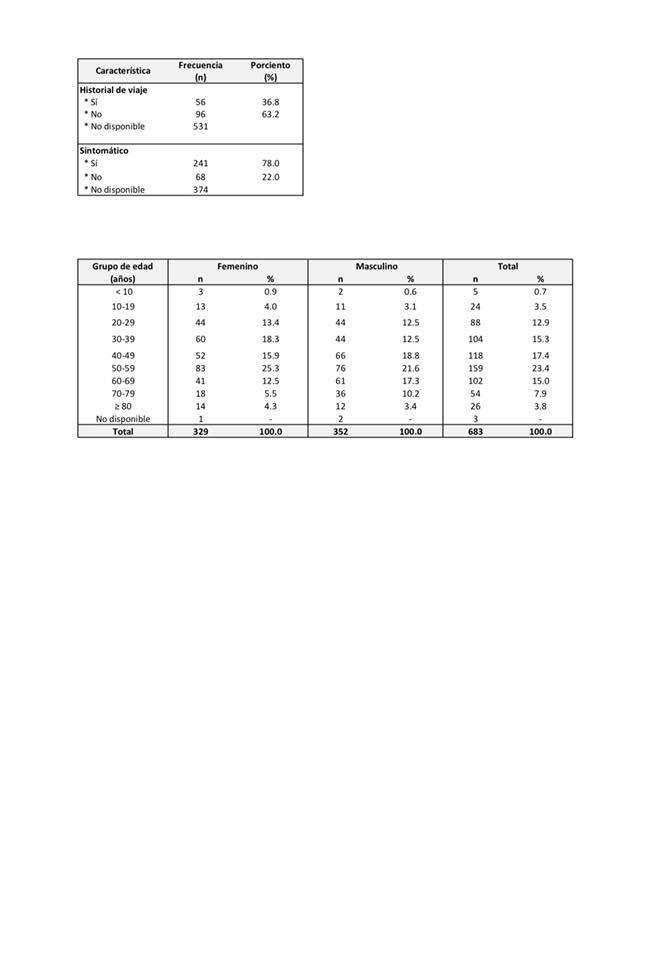 Característica Frecuencia (n) Porciento (%)
Historial de viaje
* Sí 56 36.8
* No 96 63.2
* No disponible 531
Sintomático
* Sí 241 78.0
* No 68 22.0
* No disponible 374
Grupo de edad (años) Femenino Masculino Total
n % n % n %
< 10 3 0.9 2 0.6 5 0.7
10-19 13 4.0 11 3.1 24 3.5
20-29 44 13.4 44 12.5 88 12.9
30-39 60 18.3 44 12.5 104 15.3
40-49 52 15.9 66 18.8 118 17.4
50-59 83 25.3 76 21.6 159 23.4
60-69 41 12.5 61 17.3 102 15.0
70-79 18 5.5 36 10.2 54 7.9
≥ 80 14 4.3 12 3.4 26 3.8
No disponible 1 - 2 - 3 -
Total 329 100.0 352 100.0 683 100.0